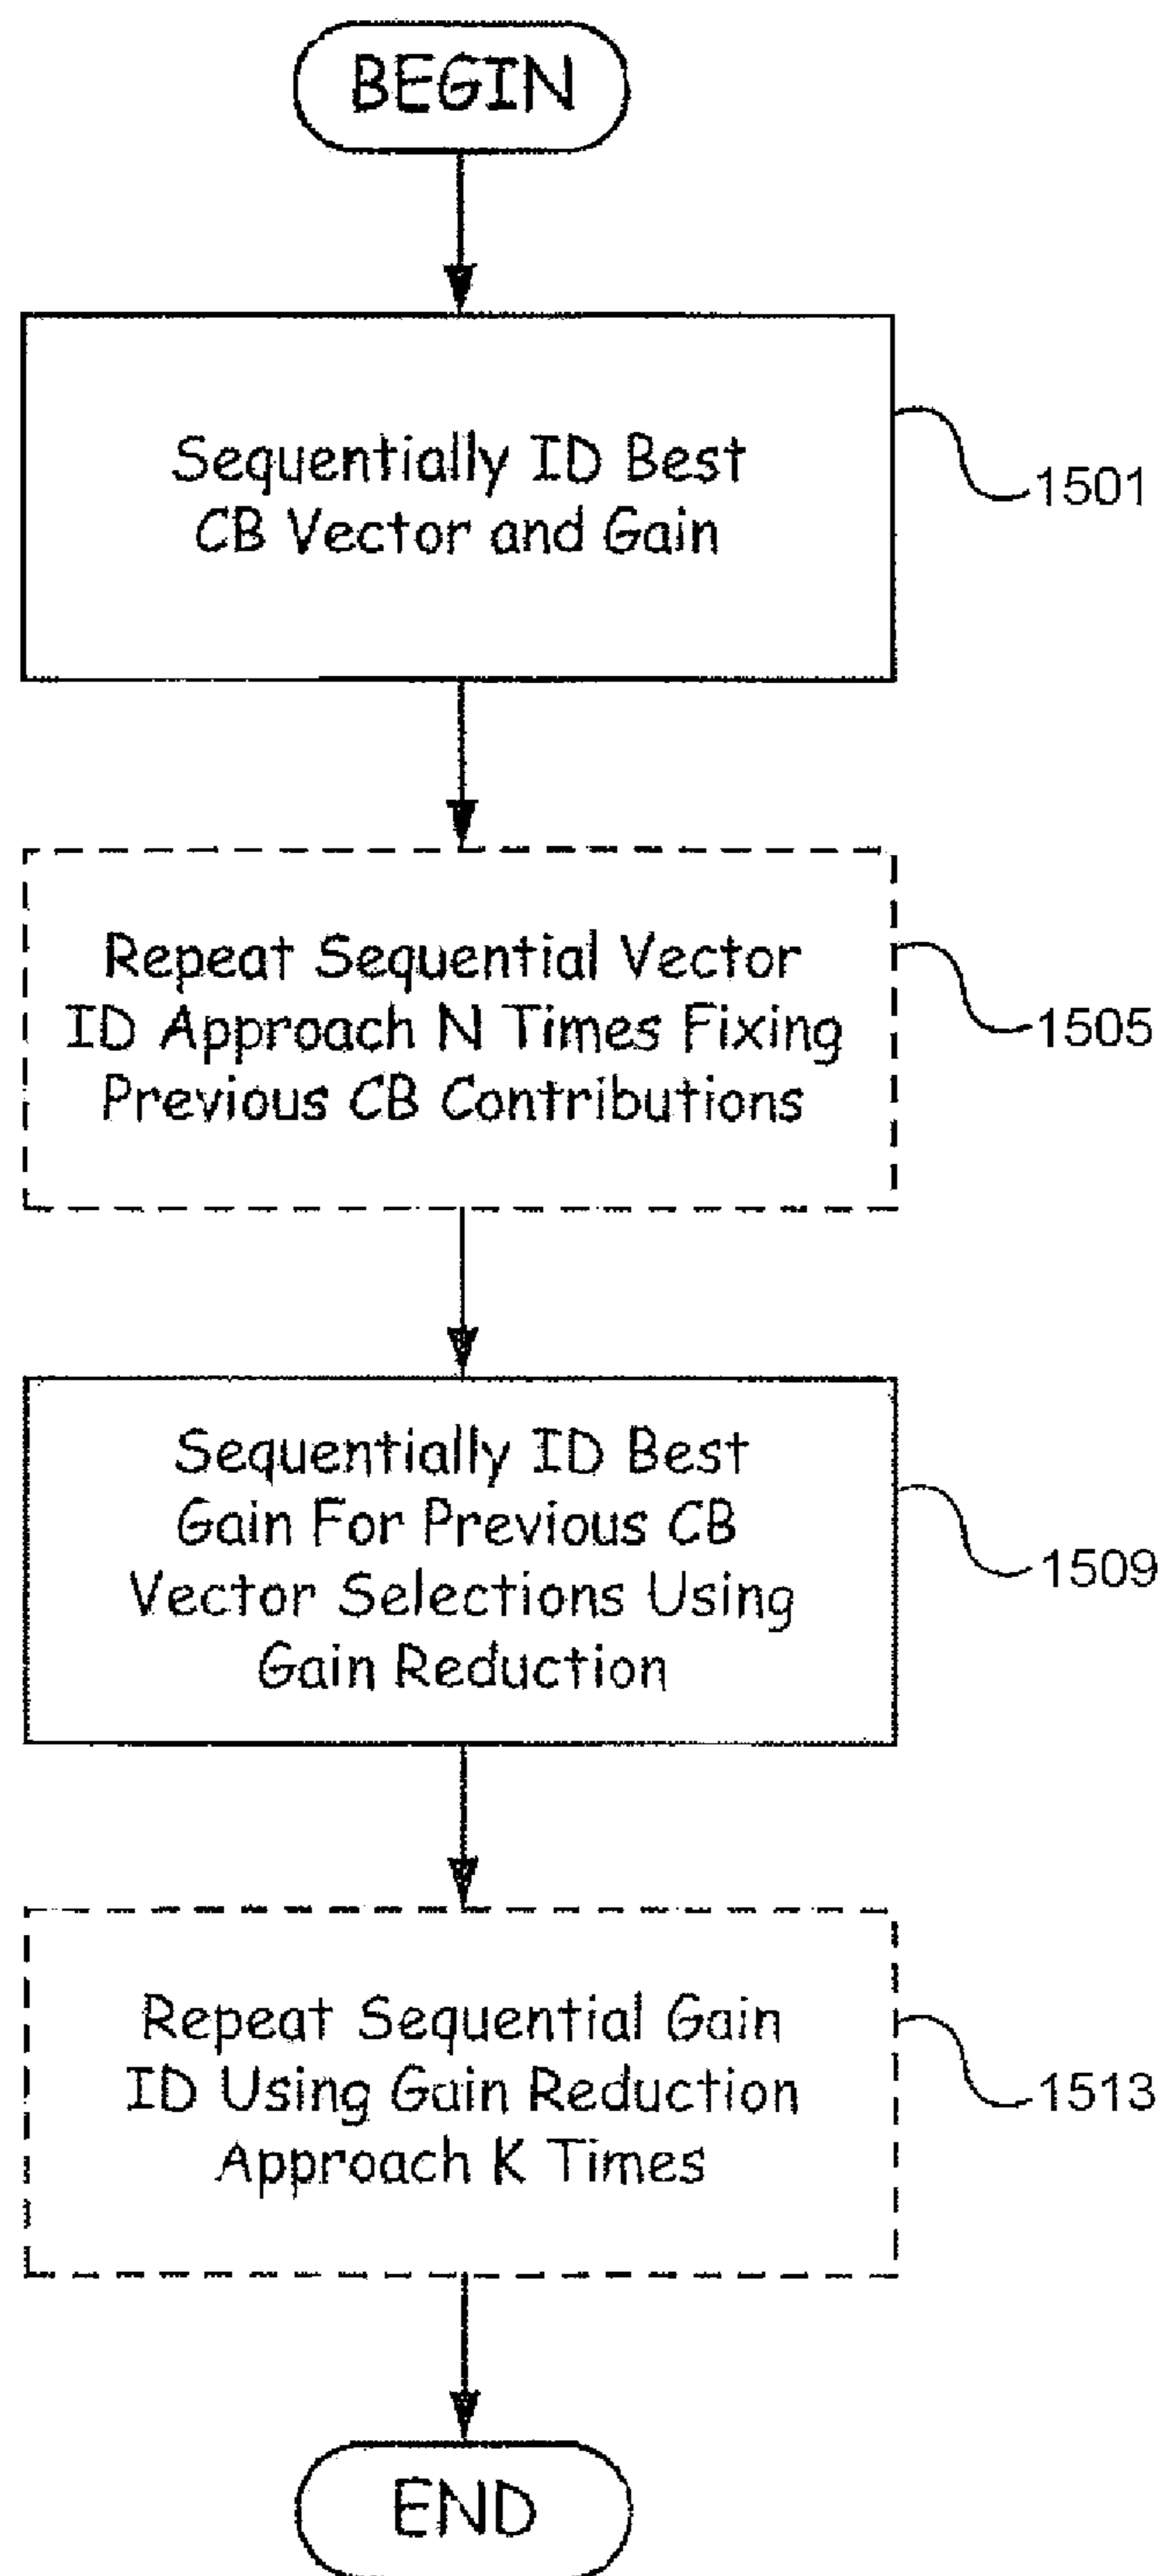 BEGIN
Sequentially ID Best
CB Vector and Gain
1501
Repeat Sequential Vector
ID Approach N Times Fixing
Previous CB Contributions
1505
Sequentially ID Best
Gain For Previous CB
Vector Selections Using
Gain Reduction
1509
Repeat Sequential Gain
ID Using Gain Reduction
Approach K Times
1513
END